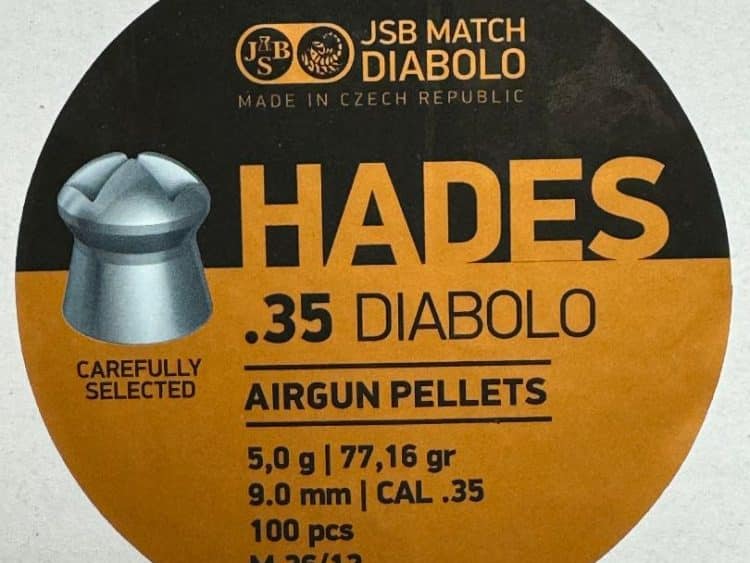 JSB
JSB MATCH
DIABOLO
MADE IN CZECH REPUBLIC
HADES
.35 DIABOLO
CAREFULLY
SELECTED
AIRGUN PELLETS
5,0 g | 77,16 gr
9.0 mm | CAL .35
100 pcs